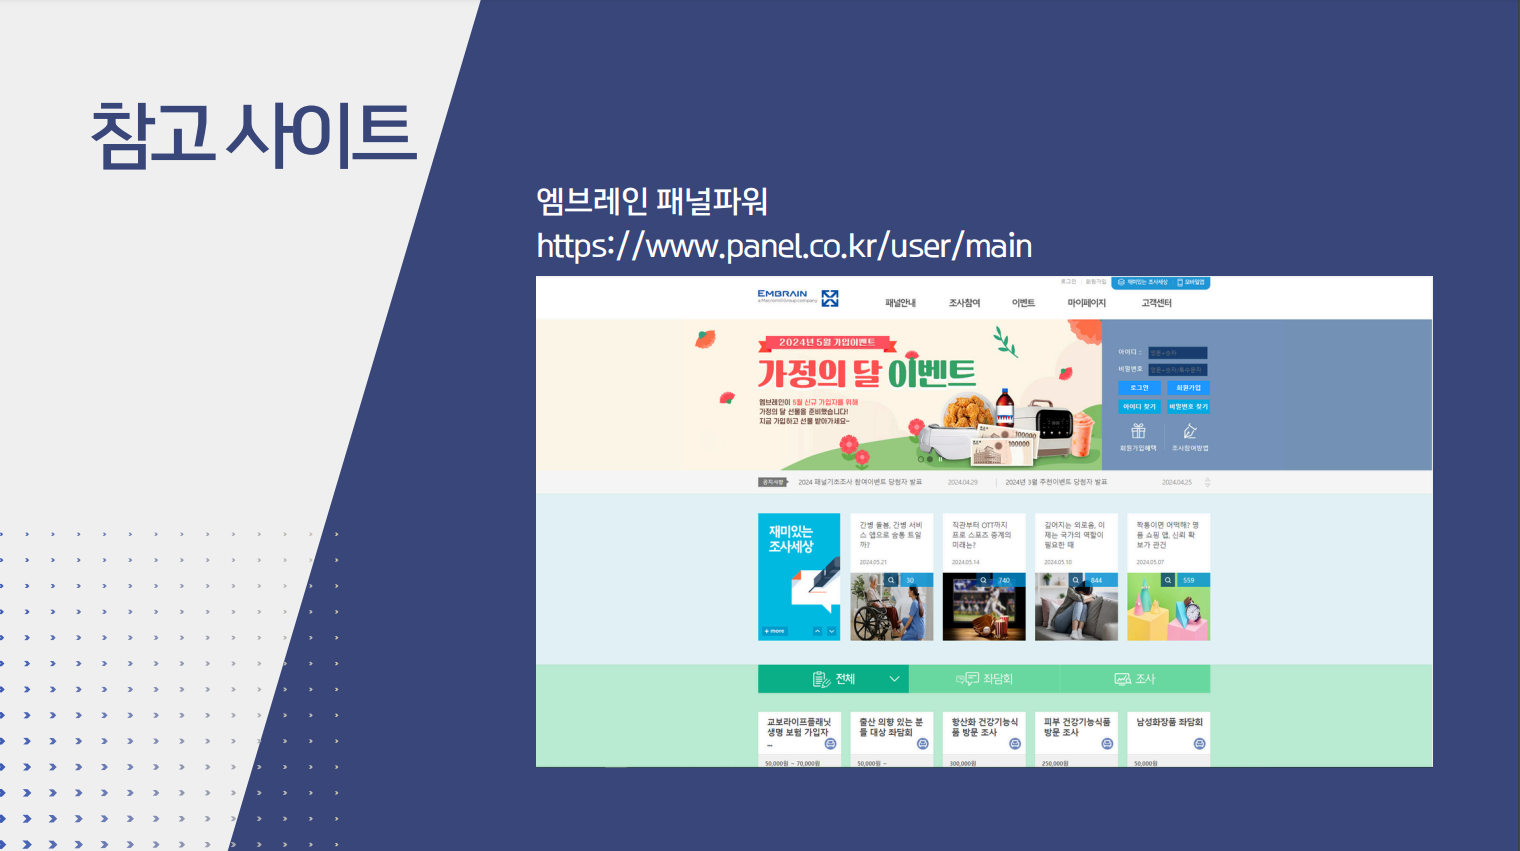 참고 사이트
엠브레인 패널파워
https://www.panel.co.kr/user/main
로그인 회원가입 재미있는 조사세상 모바일앱
EMBRAIN
a Macromill Group company
패널안내 조사참여 이벤트 마이페이지 고객센터
2024년 5월 가입이벤트
가정의 달 이벤트
엠브레인이 5월 신규 가입자를 위해
가정의 달 선물을 준비했습니다!
지금 가입하고 선물 받아가세요~
아이디 :
비밀번호
로그인 회원가입
아이디 찾기 비밀번호 찾기
회원가입혜택 조사참여방법
공지사항 2024 패널기초조사 참여이벤트 당첨자 발표 2024.04.29 2024년 3월 추천이벤트 당첨자 발표 2024.04.25
재미있는
조사세상
+ more
간병 돌봄, 간병 서비
스 앱으로 숨통 트일
까?
2024.05.21
30
직관부터 OTT까지
프로 스포츠 중계의
미래는?
2024.05.14
740
깊어지는 외로움, 이
제는 국가의 역할이
필요한 때
2024.05.10
844
짝퉁이면 어떡해? 명
품 쇼핑 앱, 신뢰 확
보가 관건
2024.05.07
559
전체 좌담회 조사
교보라이프플래닛
생명 보험 가입자
...
50,000원 ~ 70,000원
출산 의향 있는 분
들 대상 좌담회
50,000원 ~
항산화 건강기능식
품 방문 조사
300,000원
피부 건강기능식품
방문 조사
250,000원
남성화장품 좌담회
50,000원